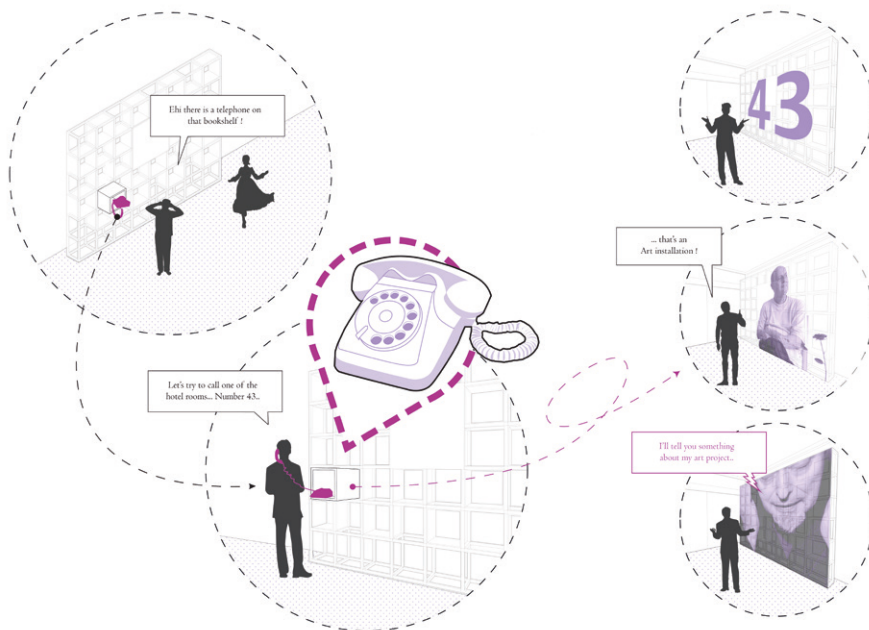 Ehi there is a telephone on
that bookshelf !
Let's try to call one of the
hotel rooms... Number 43..
43
... that's an
Art installation !
I'll tell you something
about my art project..